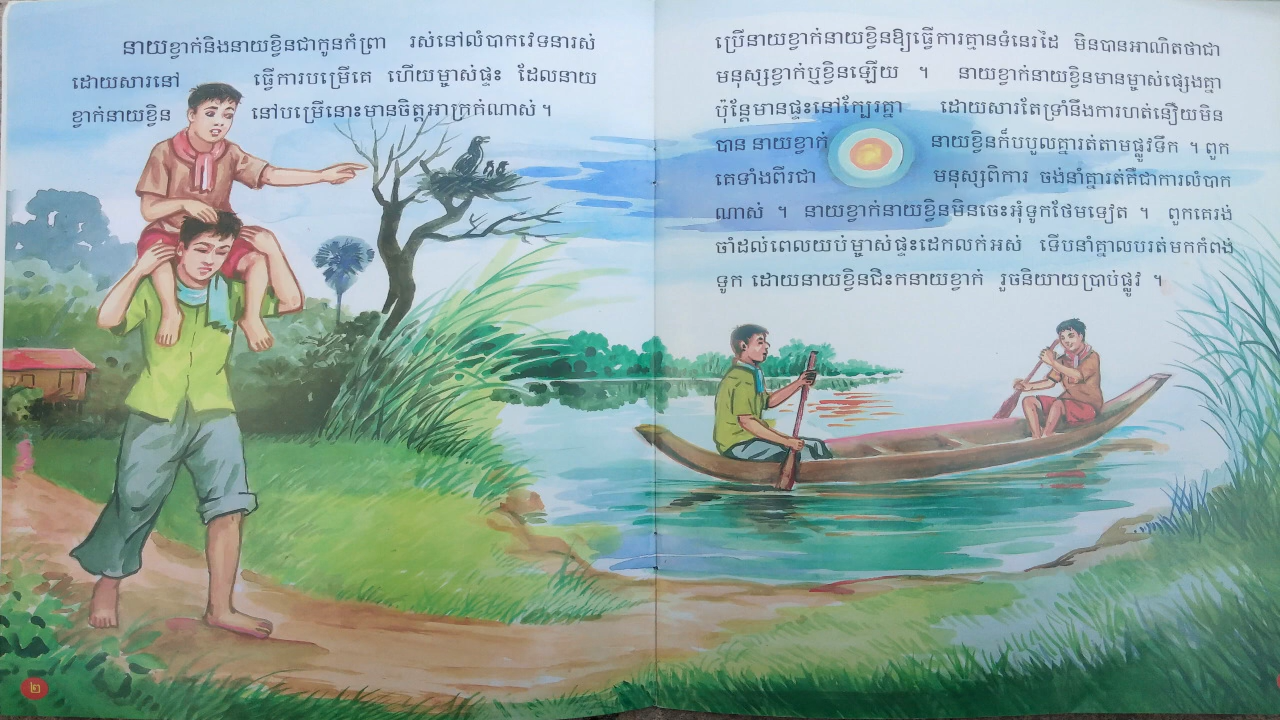 នាយខ្វាក់និងនាយខ្វិនជាកូនកំព្រា រស់នៅលំបាកវេទនារស់
ដោយសារនៅ ធ្វើការបម្រើគេ ហើយម្ចាស់ផ្ទះ ដែលនាយ
ខ្វាក់នាយខ្វិន នៅបម្រើនោះមានចិត្តអាក្រក់ណាស់ ។
២
ប្រើនាយខ្វាក់នាយខ្វិនឱ្យធ្វើការគ្មានទំនេរដៃ មិនបានអាណិតថាជា
មនុស្សខ្វាក់ឬខ្វិនឡើយ ។ នាយខ្វាក់នាយខ្វិនមានម្ចាស់ផ្សេងគ្នា
ប៉ុន្តែមានផ្ទះនៅក្បែរគ្នា ដោយសារតែទ្រាំនឹងការហត់នឿយមិន
បាន នាយខ្វាក់ នាយខ្វិនក៏បបួលគ្នារត់តាមផ្លូវទឹក ។ ពួក
គេទាំងពីរជា មនុស្សពិការ ចង់នាំគ្នារត់គឺជាការលំបាក
ណាស់ ។ នាយខ្វាក់នាយខ្វិនមិនចេះអុំទូកថែមទៀត ។ ពួកគេរង់
ចាំដល់ពេលយប់ម្ចាស់ផ្ទះដេកលក់អស់ ទើបនាំគ្នាលបរត់មកកំពង់
ទូក ដោយនាយខ្វិនជិះកនាយខ្វាក់ រួចនិយាយប្រាប់ផ្លូវ ។